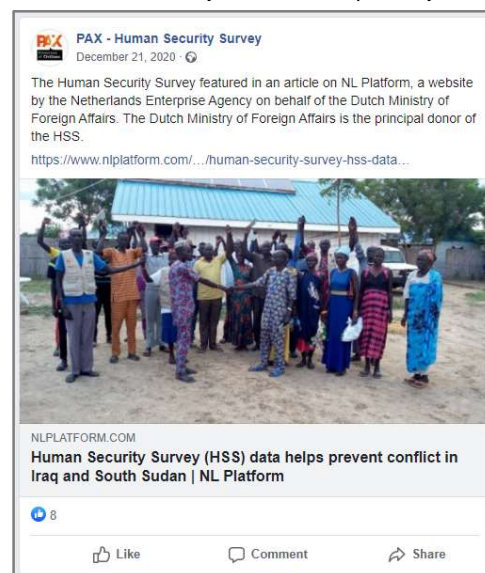 PAX
PAX - Human Security Survey
December 21, 2020 ·
The Human Security Survey featured in an article on NL Platform, a website
by the Netherlands Enterprise Agency on behalf of the Dutch Ministry of
Foreign Affairs. The Dutch Ministry of Foreign Affairs is the principal donor of
the HSS.
https://www.nlplatform.com/…/human-security-survey-hss-data…
NLPLATFORM.COM
Human Security Survey (HSS) data helps prevent conflict in
Iraq and South Sudan | NL Platform
8
Like Comment Share